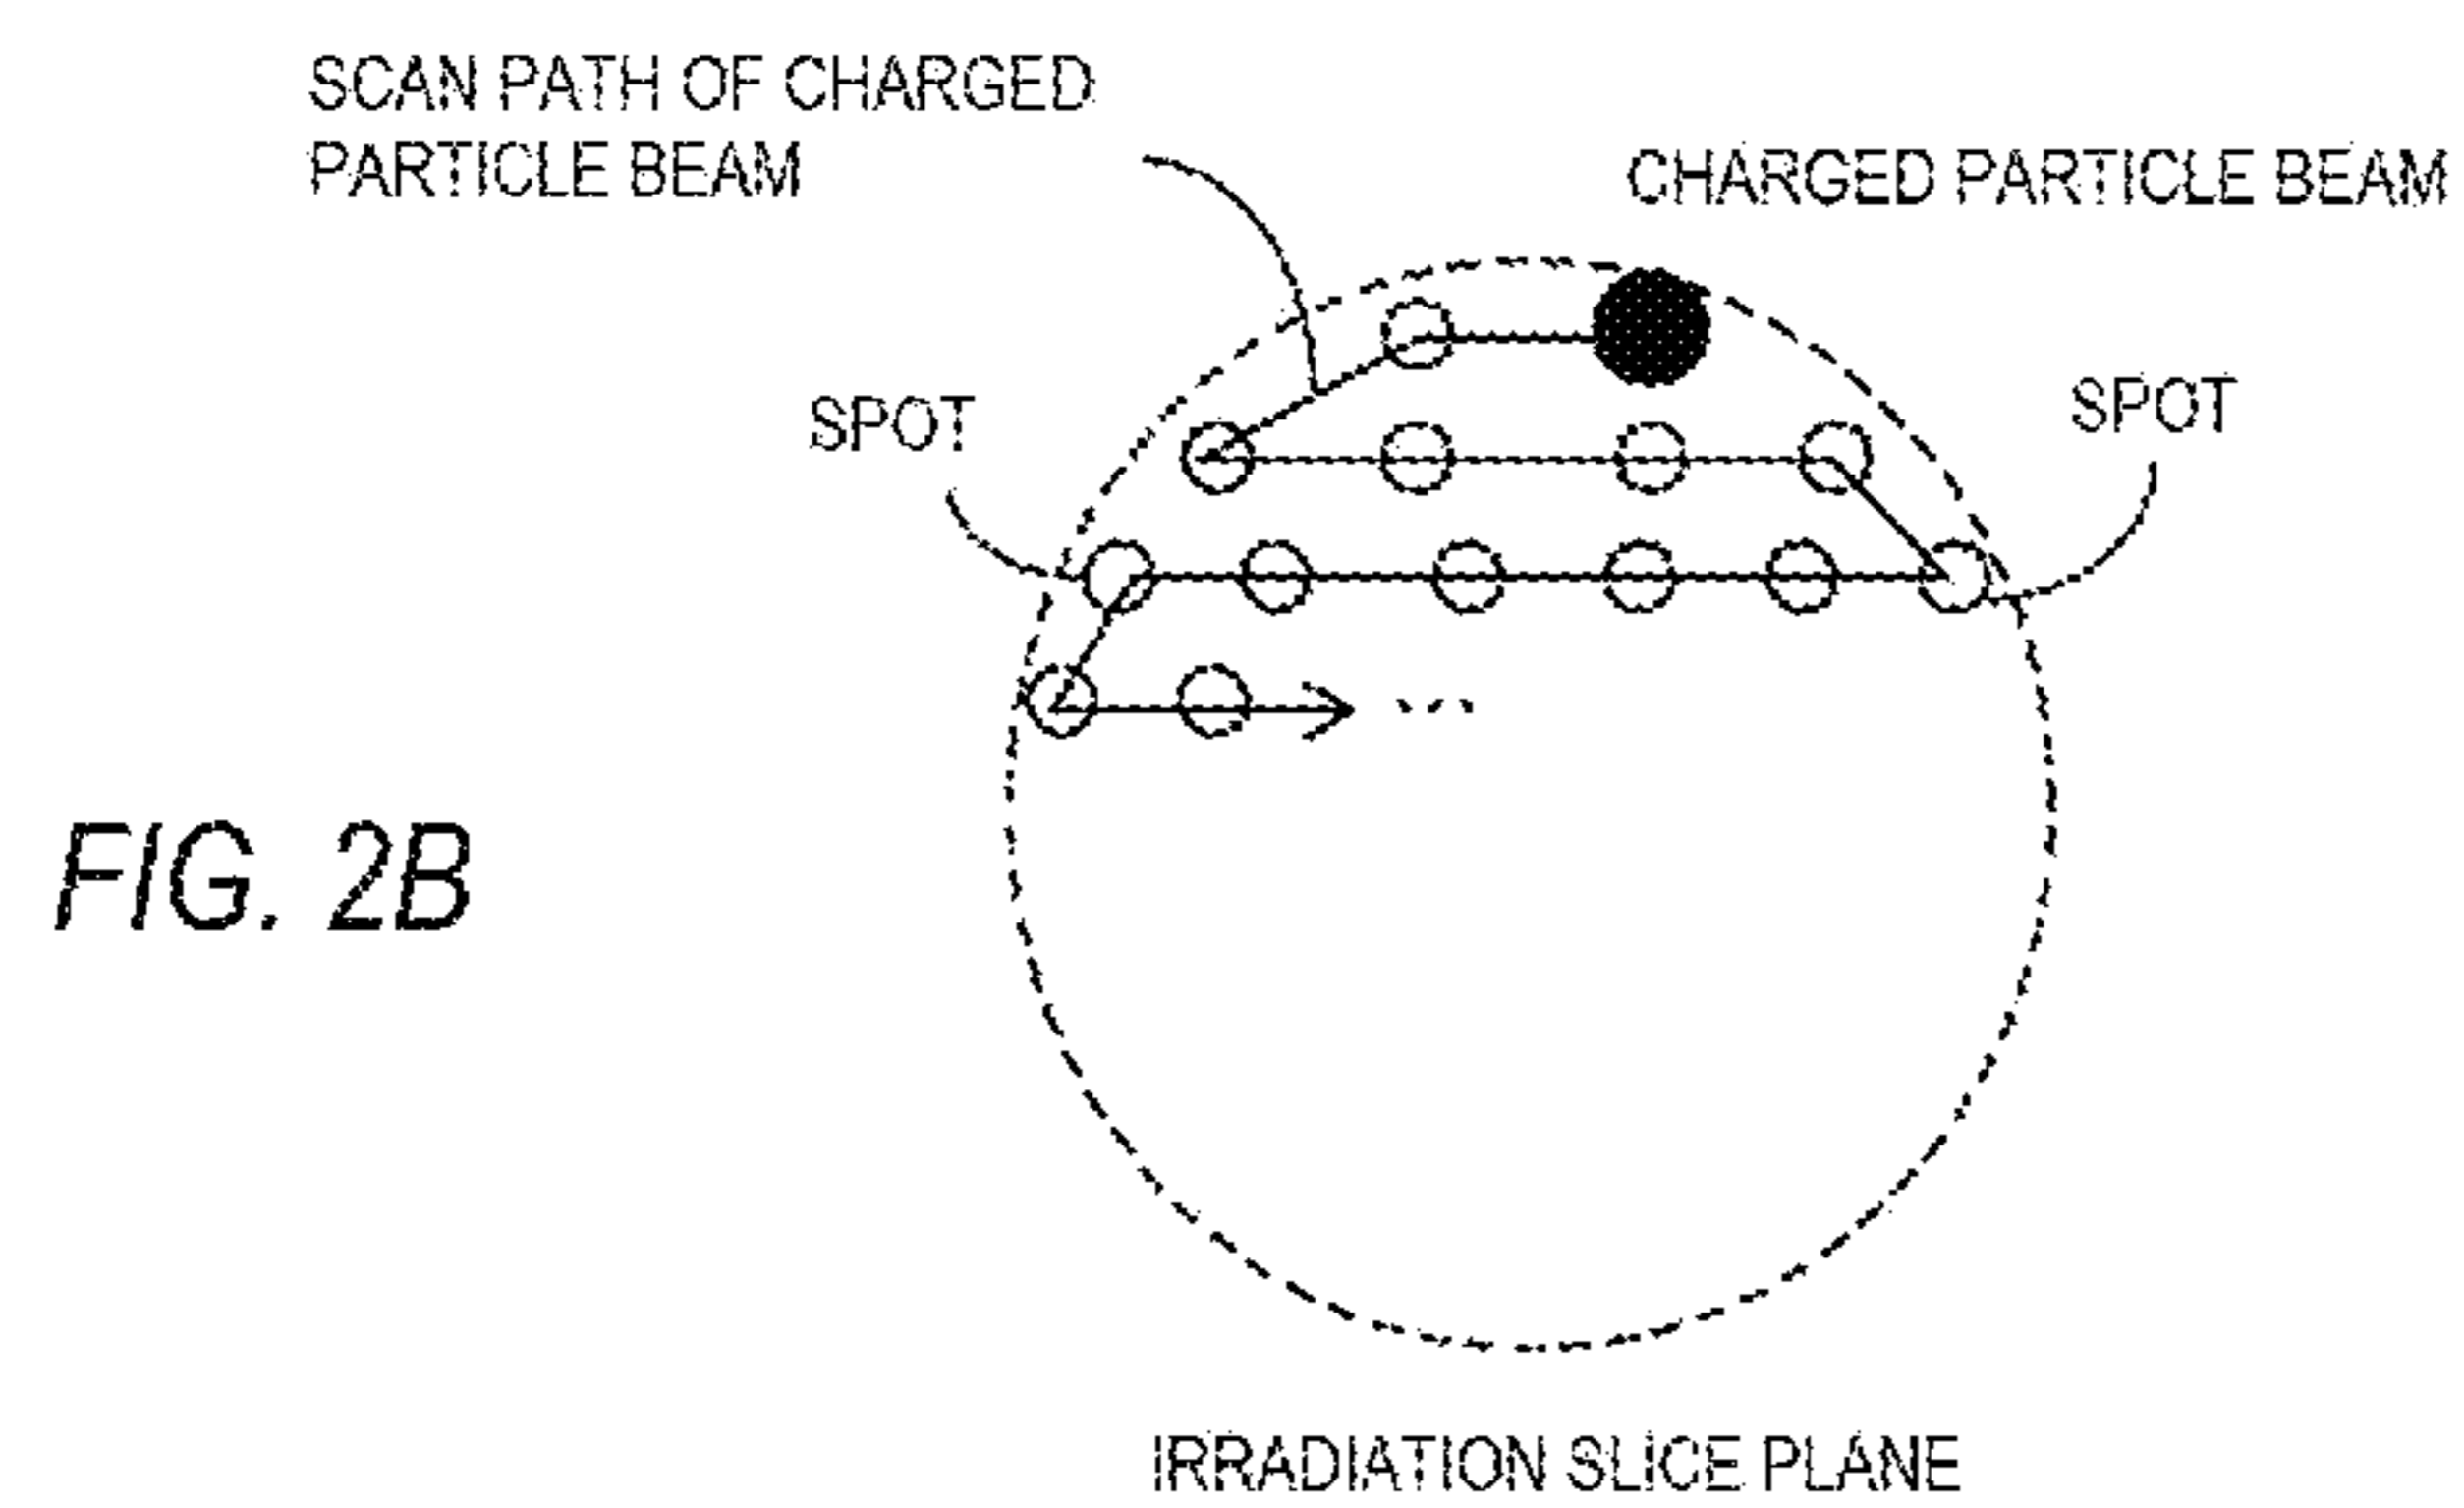 SCAN PATH OF CHARGED
PARTICLE BEAM
CHARGED PARTICLE BEAM
SPOT
SPOT
FIG. 2B
IRRADIATION SLICE PLANE